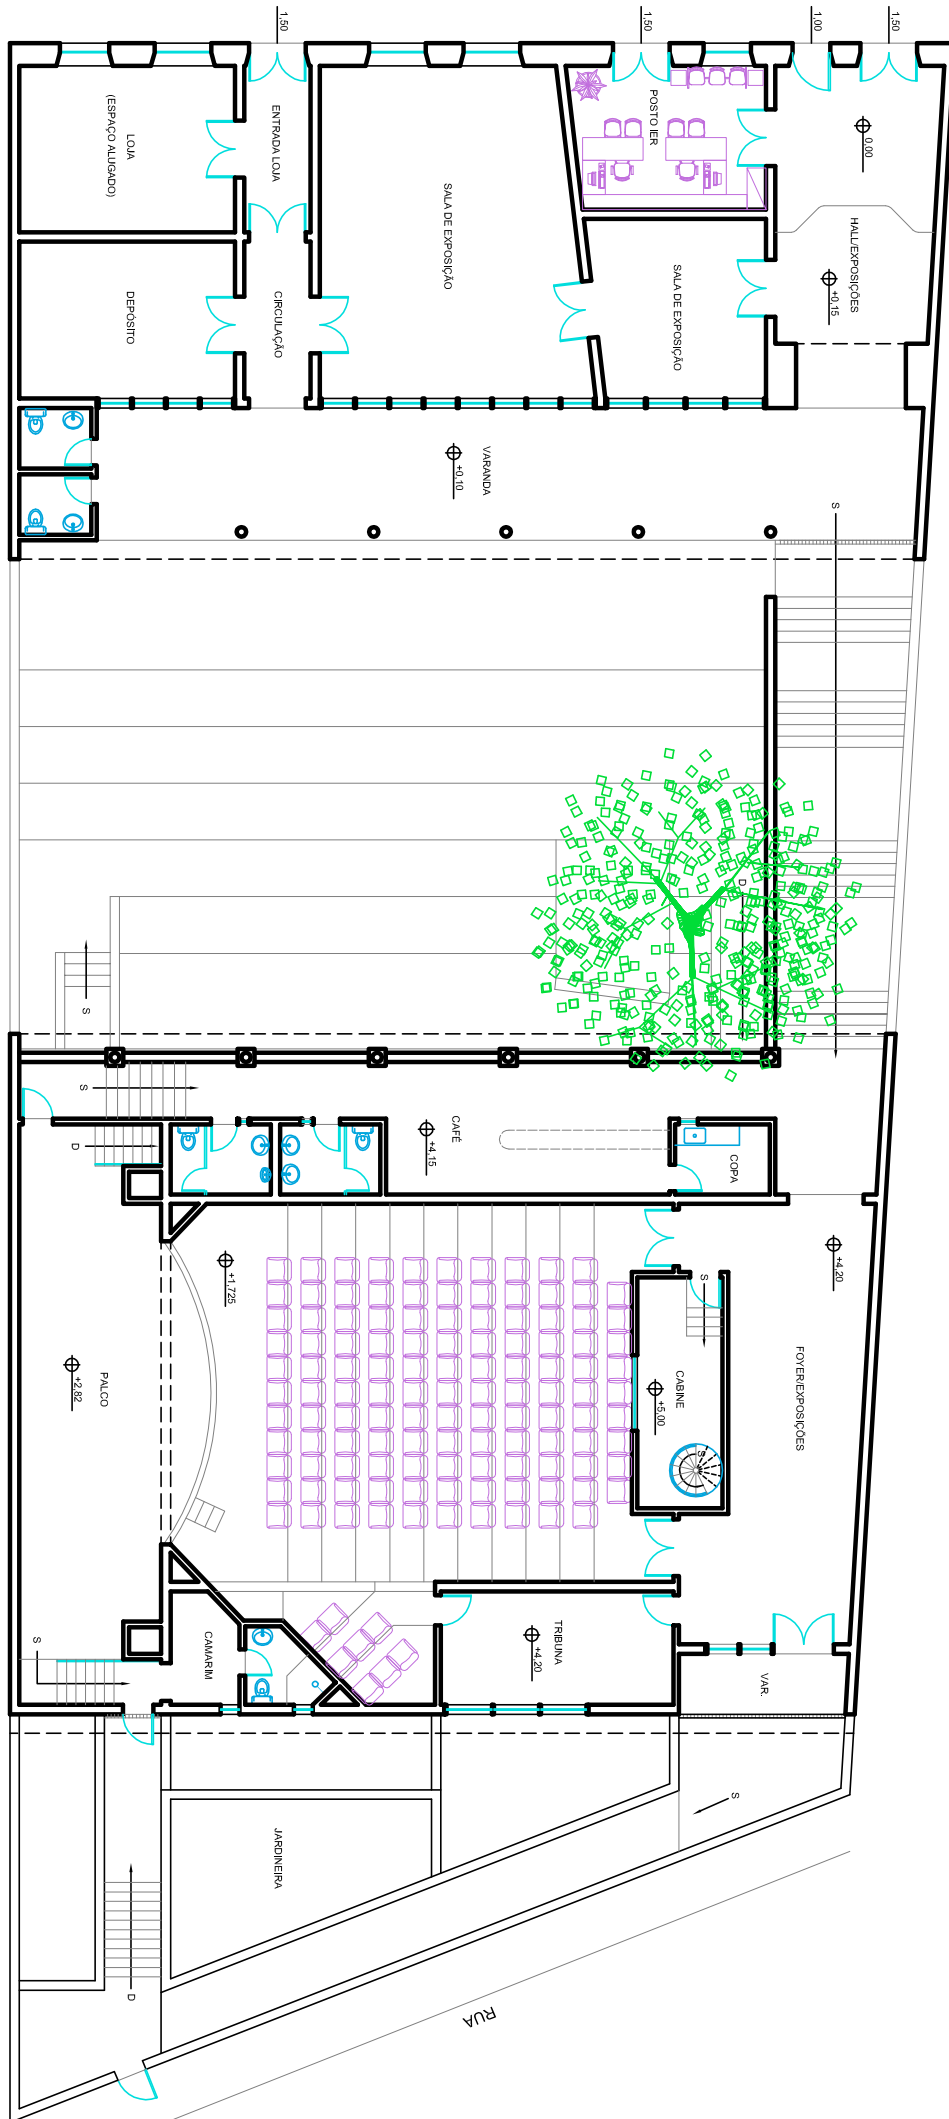 1,50
1,50
1,00
1,50
LOJA
(ESPAÇO ALUGADO)
ENTRADA LOJA
SALA DE EXPOSIÇÃO
POSTO IER
0,00
HALL/EXPOSIÇÕES
+0,15
DEPÓSITO
CIRCULAÇÃO
SALA DE EXPOSIÇÃO
VARANDA
+0,10
S
D
S
S
D
CAFÉ
+4,15
COPA
+1,725
+4,20
S
CABINE
+5,00
S
FOYER/EXPOSIÇÕES
PALCO
+2,82
S
CAMARIM
TRIBUNA
+4,20
VAR.
S
JARDINEIRA
D
RUA